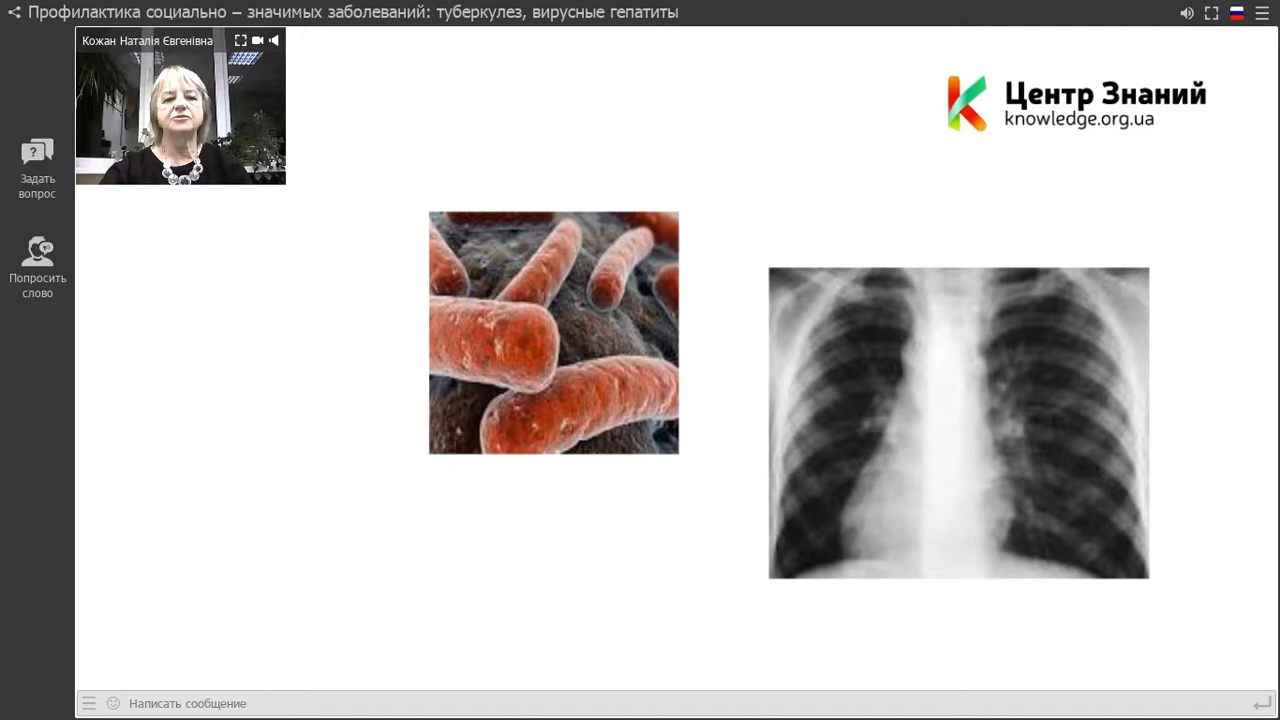 Профилактика социально – значимых заболеваний: туберкулез, вирусные гепатиты
Кожан Наталія Євгенівна
Центр Знаний
knowledge.org.ua
Задать
вопрос
Попросить
слово
Написать сообщение